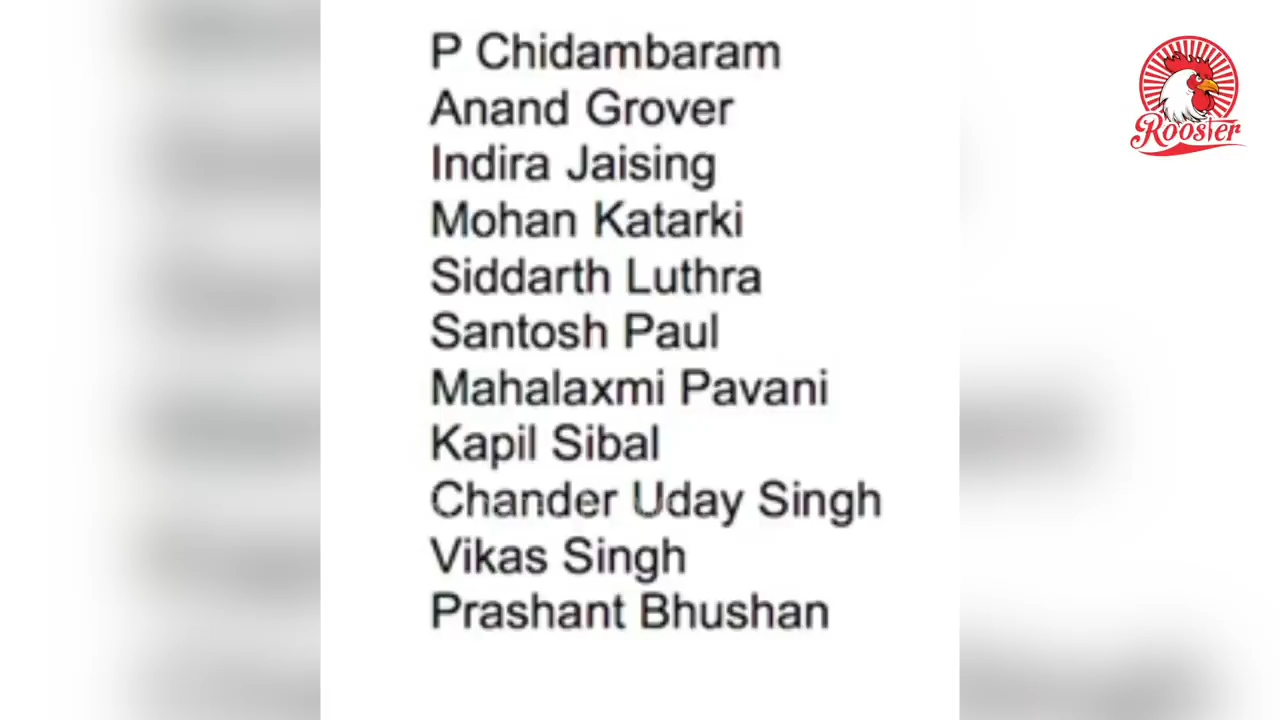 P Chidambaram
Anand Grover
Indira Jaising
Mohan Katarki
Siddarth Luthra
Santosh Paul
Mahalaxmi Pavani
Kapil Sibal
Chander Uday Singh
Vikas Singh
Prashant Bhushan
Rooster